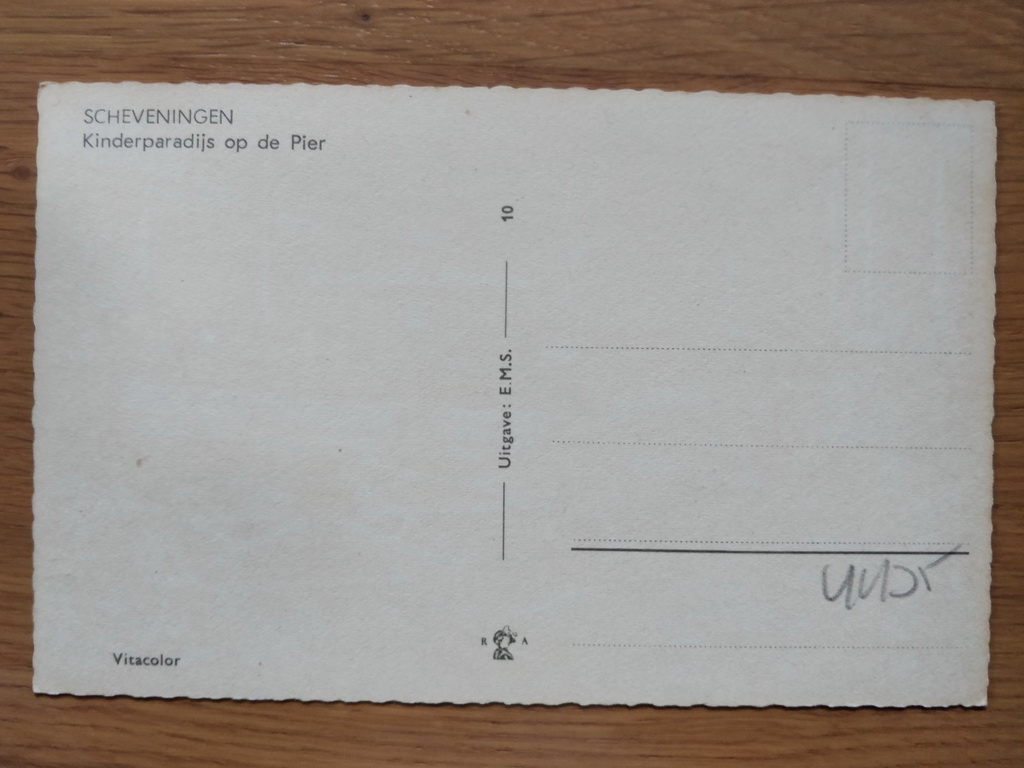 SCHEVENINGEN
Kinderparadijs op de Pier
10
Uitgave: E.M.S.
R A
Vitacolor